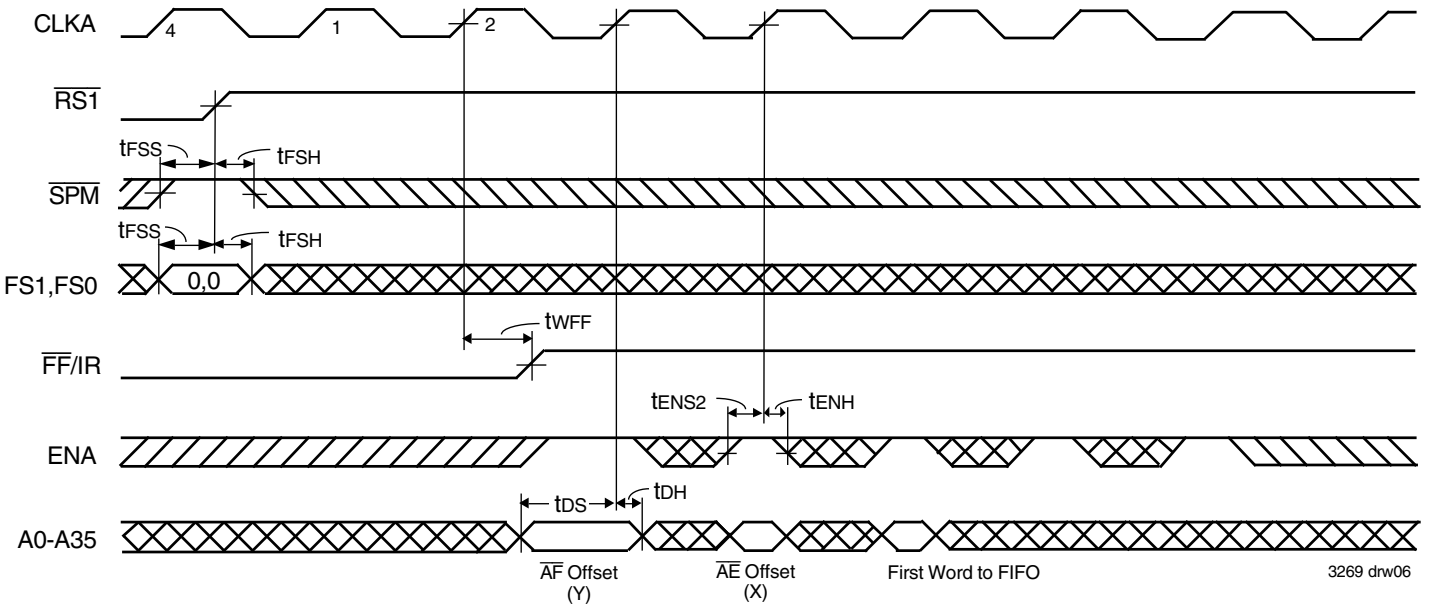 CLKA 4 1 2
RS1
tFSS tFSH
SPM
tFSS tFSH
FS1,FS0 0,0
tWFF
FF/IR
tENS2 tENH
ENA
tDS tDH
A0-A35
AF Offset AE Offset First Word to FIFO 3269 drw06
(Y) (X)